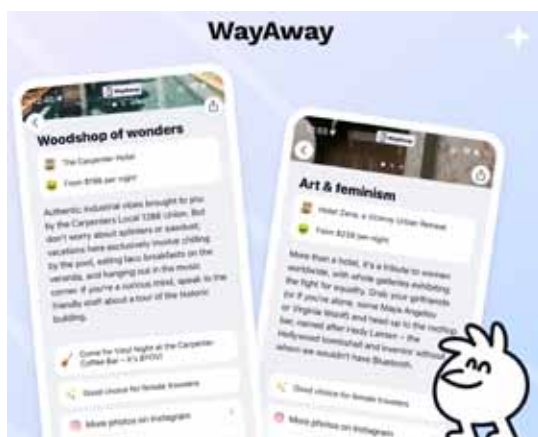 WayAway
WayAway
Woodshop of wonders
The Carpenter Hotel
From $196 per night
Authentic industrial vibes brought to you
by the Carpenters Local 1266 Union. But
don't worry about splinters or sawdust;
vacations here exclusively involve chilling
by the pool, eating taco breakfasts on the
veranda, and hanging out in the music
corner. If you're a curious mind, speak to the
friendly staff about a tour of the historic
building.
Come for Vinyl Night at the Carpenter
Coffee Bar – it's BYOV!
Good choice for female travelers
More photos on Instagram
WayAway
Art & feminism
Hotel Zena, a Viceroy Urban Retreat
From $239 per night
More than a hotel, it's a tribute to women
worldwide, with whole galleries exhibiting
the fight for equality. Grab your girlfriends
(or if you're alone: some Maya Angelou
or Virginia Woolf) and head up to the rooftop
bar, named after Hedy Lamarr – the
Hollywood bombshell and inventor without
whom we wouldn't have Bluetooth.
Good choice for female travelers
More photos on Instagram